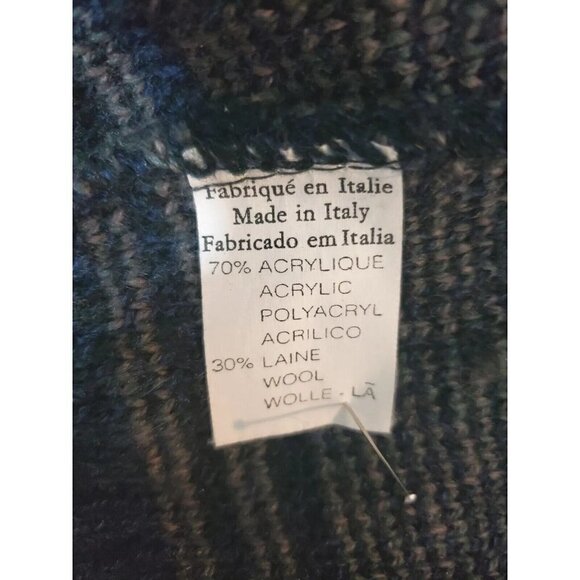 Fabriqué en Italie
Made in Italy
Fabricado em Italia
70% ACRYLIQUE
ACRYLIC
POLYACRYL
ACRILICO
30% LAINE
WOOL
WOLLE - LÃ